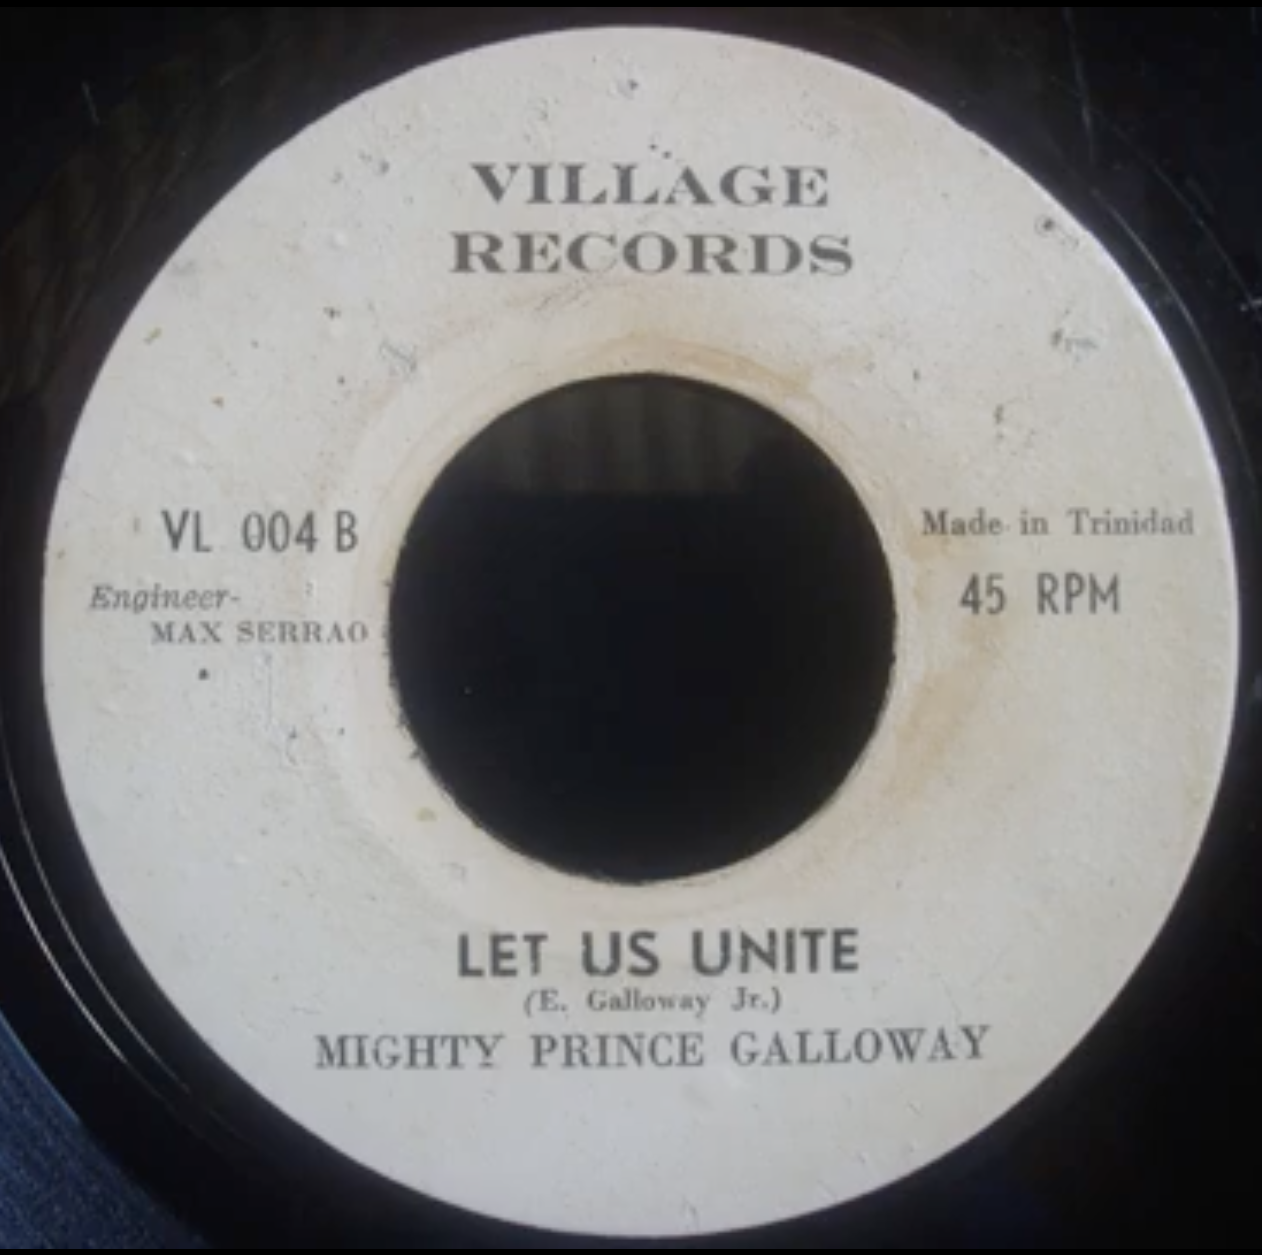 VILLAGE
RECORDS
VL 004 B
Engineer-
MAX SERRAO
Made in Trinidad
45 RPM
LET US UNITE
(E. Galloway Jr.)
MIGHTY PRINCE GALLOWAY